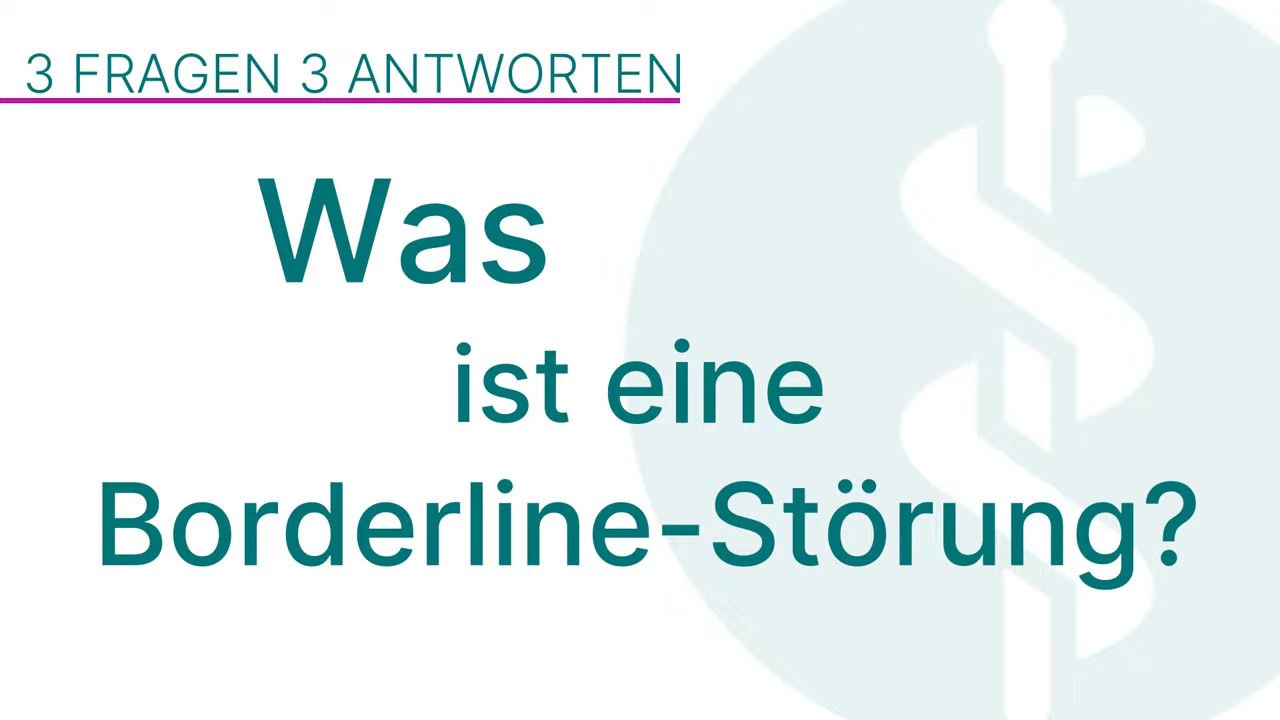 3 FRAGEN 3 ANTWORTEN
Was
ist eine
Borderline-Störung?